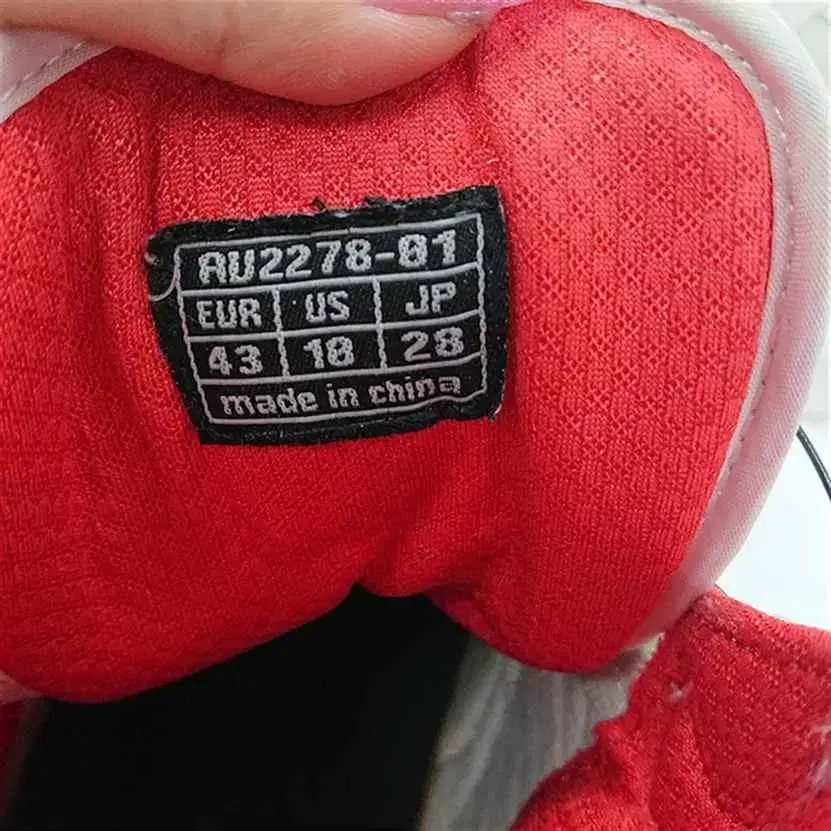 AU2278-01
EUR US JP
43 10 28
made in china